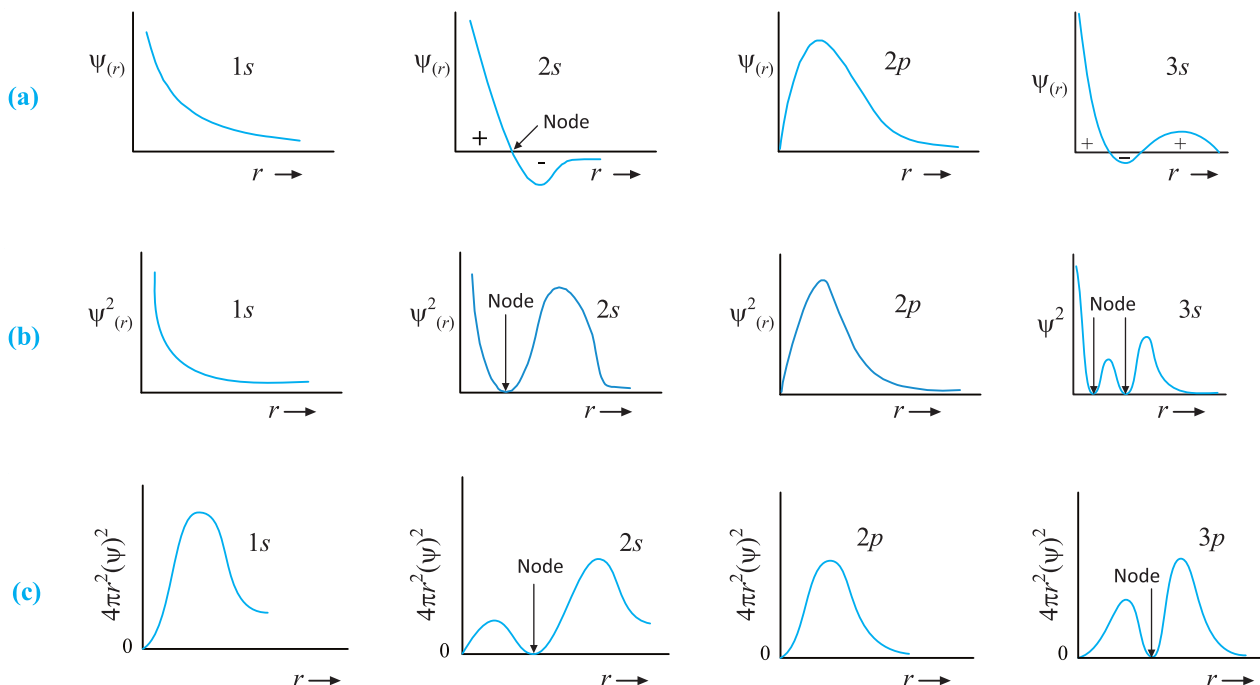 (a)
ψ(r) 1s r →
ψ(r) 2s Node + - r →
ψ(r) 2p r →
ψ(r) 3s + – + r →
(b)
ψ²(r) 1s r →
ψ²(r) Node 2s r →
ψ²(r) 2p r →
ψ² Node 3s r →
(c)
4πr²(ψ)² 1s 0 r →
4πr²(ψ)² Node 2s 0 r →
4πr²(ψ)² 2p 0 r →
4πr²(ψ)² Node 3p 0 r →